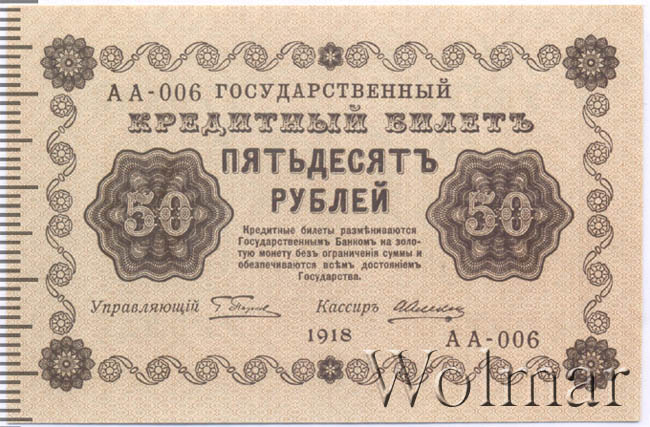 АА-006 ГОСУДАРСТВЕННЫЙ
КРЕДИТНЫЙ БИЛЕТЪ
ПЯТЬДЕСЯТЪ
РУБЛЕЙ
50
50
Кредитные билеты размѣниваются
Государственнымъ Банкомъ на золо-
тую монету безъ ограниченія суммы и
обезпечиваются всѣмъ достояніемъ
Государства.
Управляющій
Кассиръ
1918
АА-006
Wolmar